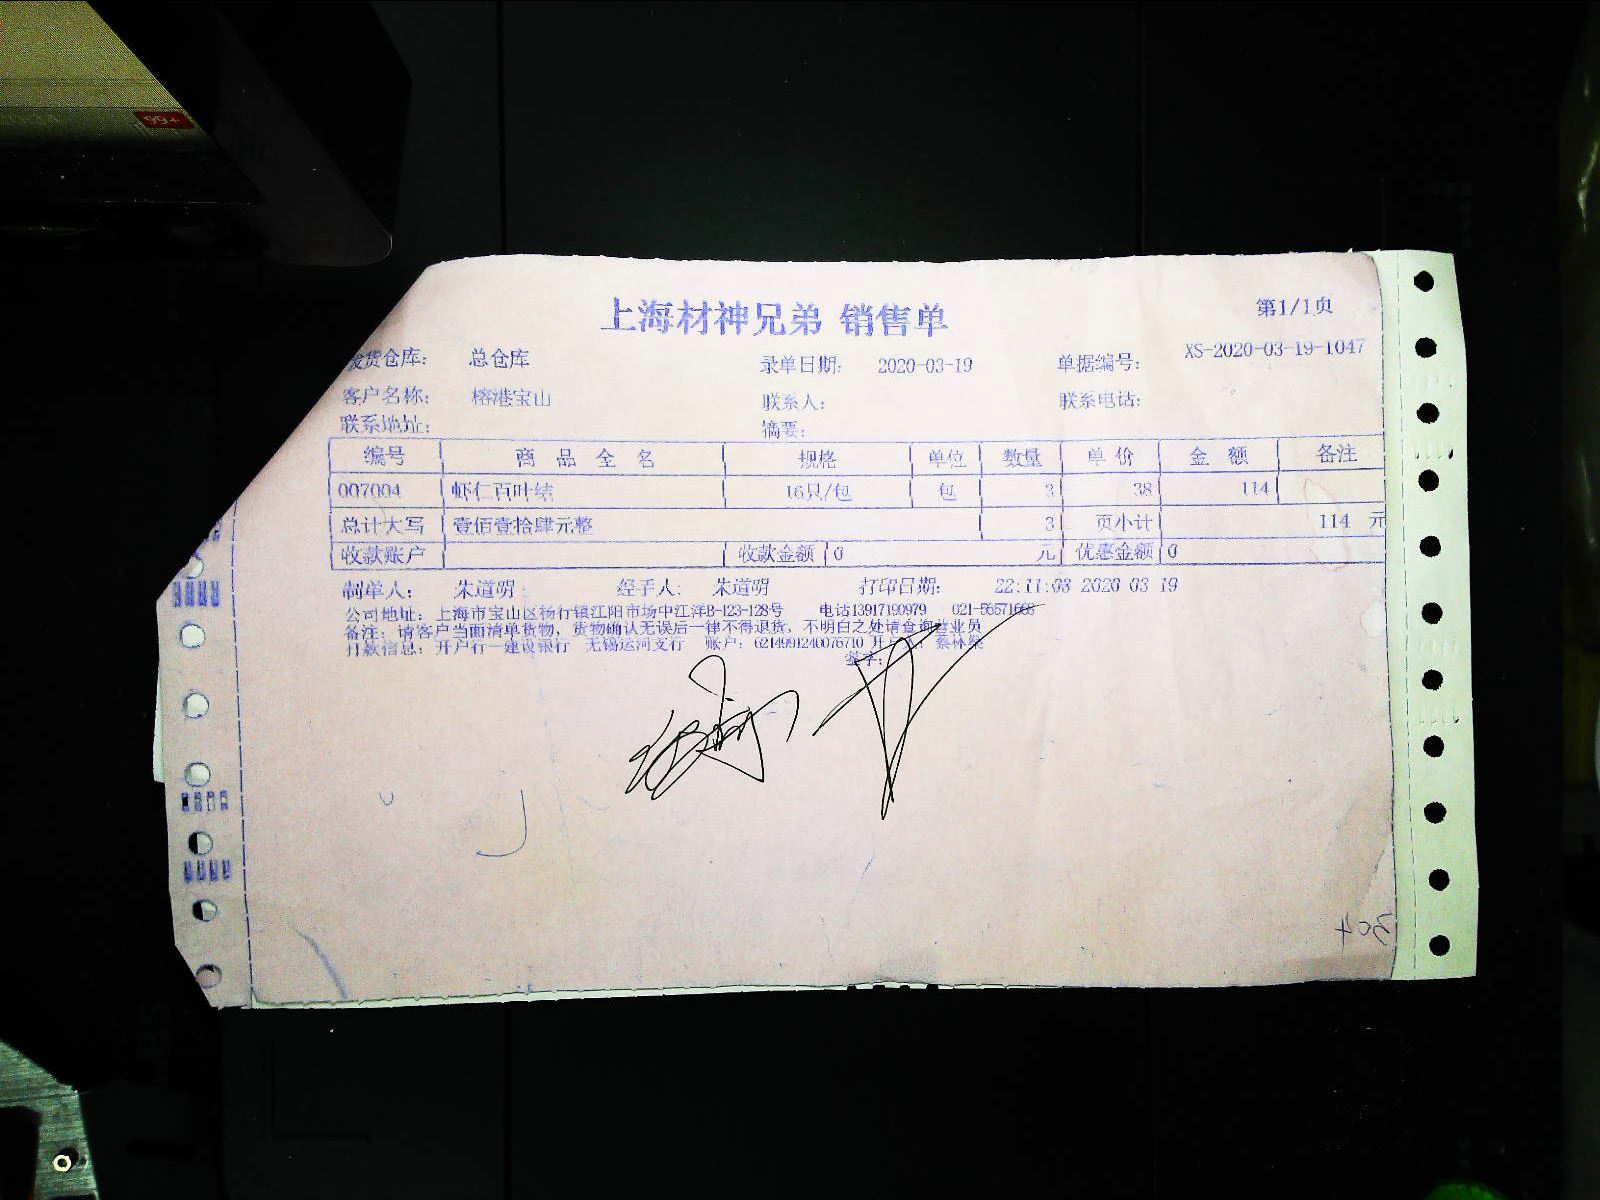 99+
上海材神兄弟 销售单
第1/1页
发货仓库: 总仓库 录单日期: 2020-03-19 单据编号: XS-2020-03-19-1047
客户名称: 榕港宝山 联系人: 联系电话:
联系地址: 摘要:
编号 商品全名 规格 单位 数量 单价 金额 备注
007004 虾仁百叶结 16只/包 包 3 38 114
总计大写 壹佰壹拾肆元整 3 页小计 114 元
收款账户 收款金额 0 元 优惠金额 0
制单人: 朱道明 经手人: 朱道明 打印日期: 22:11:03 2020 03 19
公司地址: 上海市宝山区杨行镇江阳市场中江洋B-123-128号 电话13917190979 021-56571668
备注: 请客户当面清单货物, 货物确认无误后一律不得退货, 不明白之处请查询营业员
打款信息: 开户行一建设银行 无锡运河支行 账户: 6214991240076710 开户人: 蔡林
签字:
304